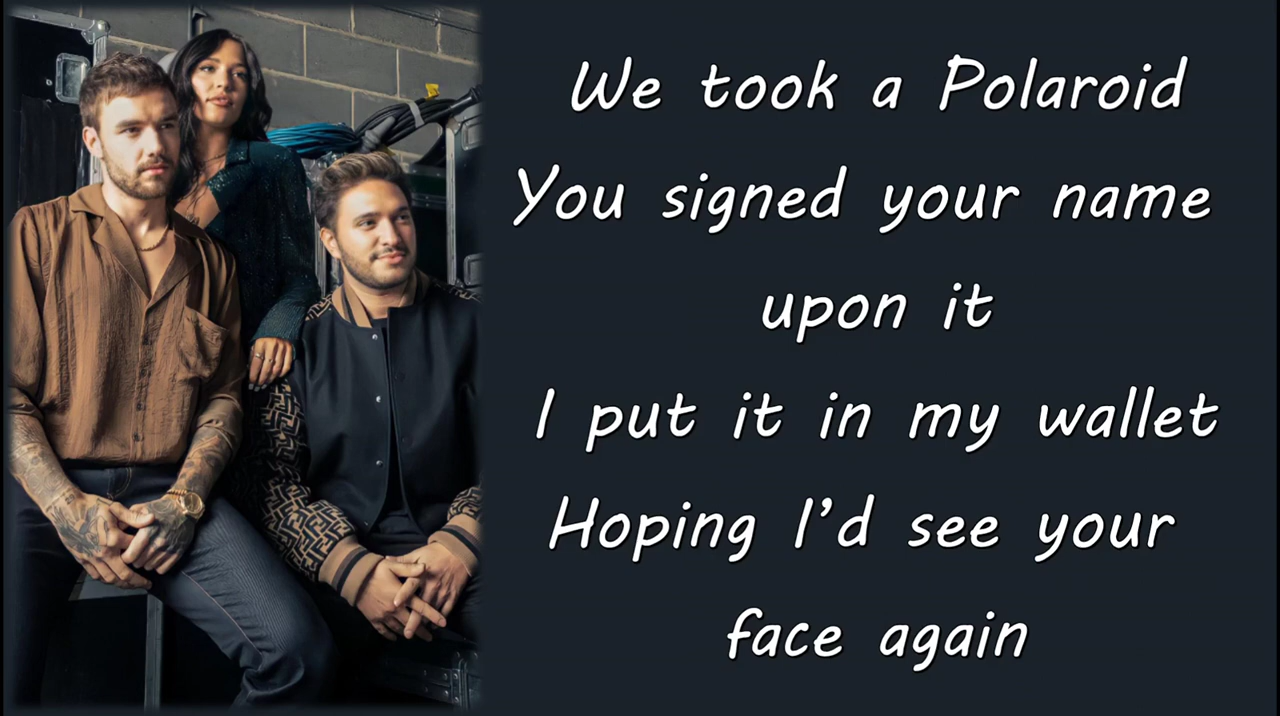 We took a Polaroid
You signed your name
upon it
I put it in my wallet
Hoping I’d see your
face again